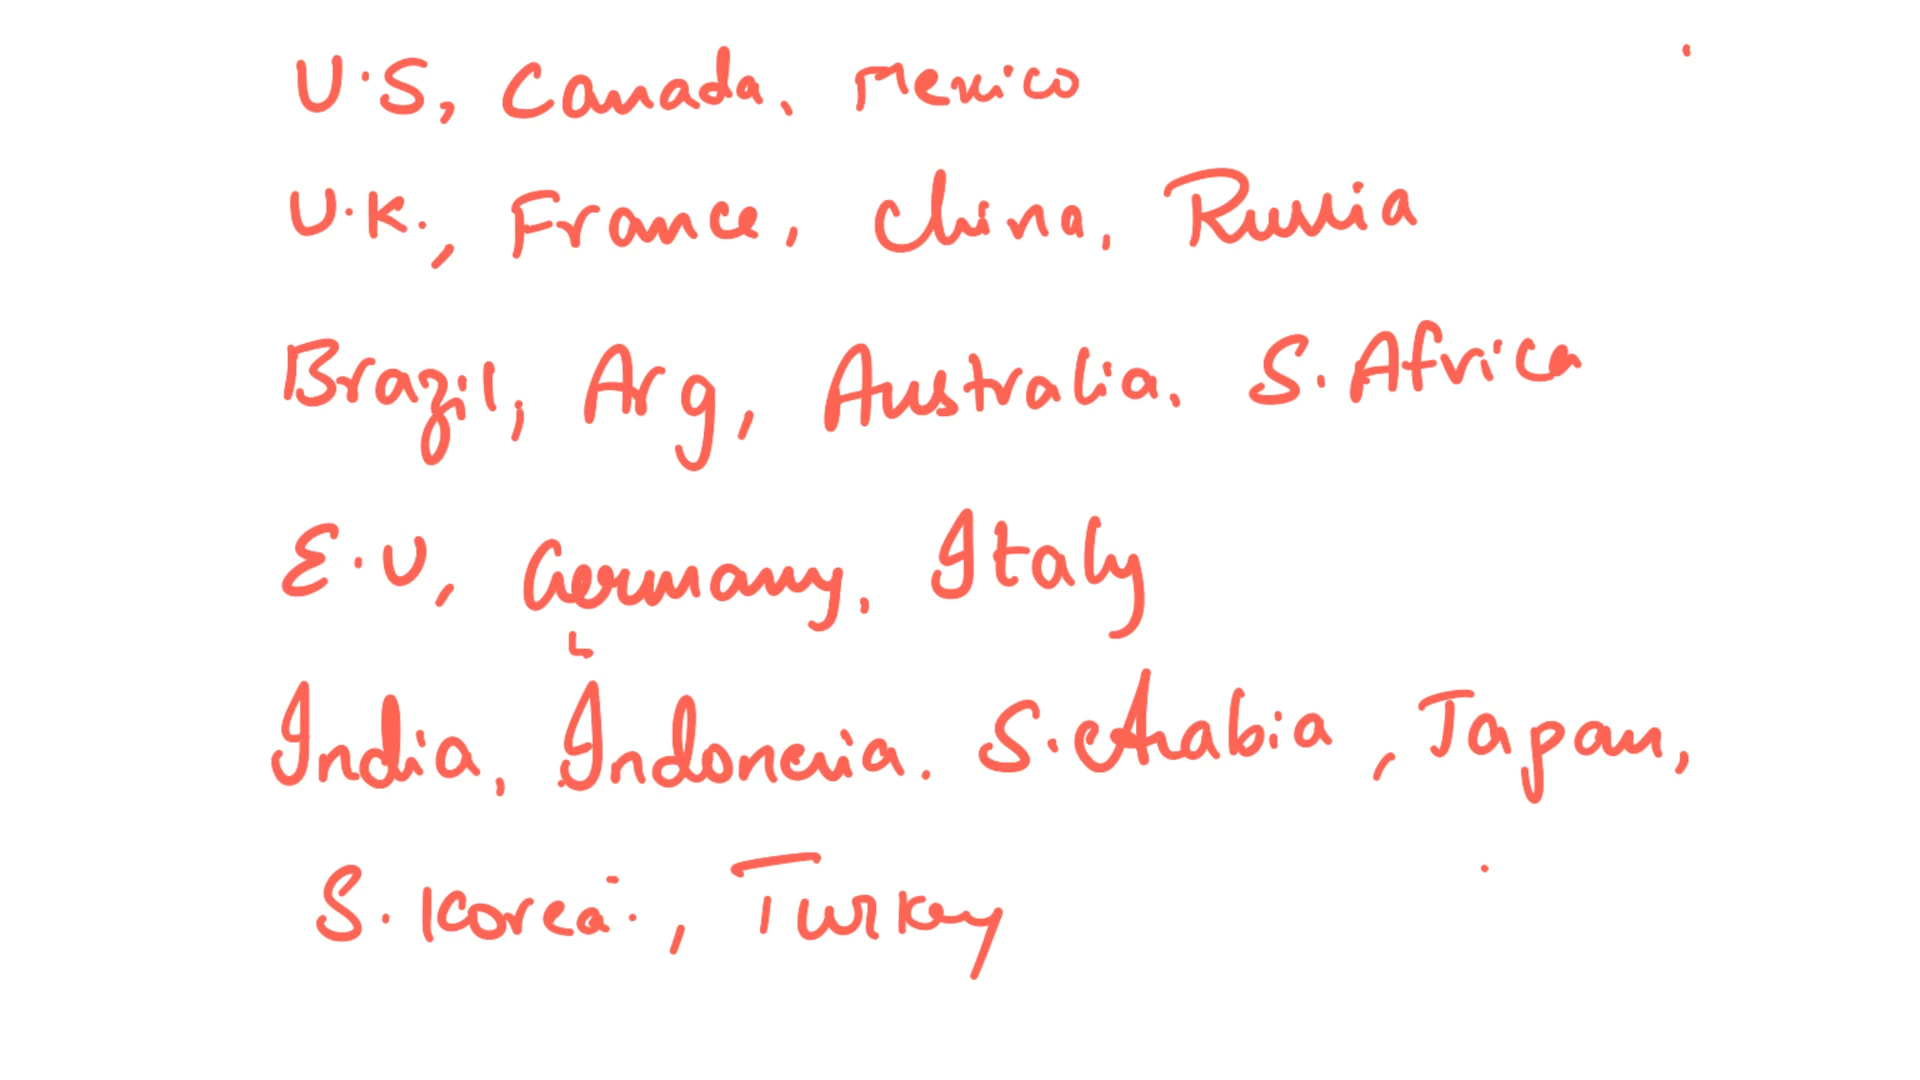 U.S, Canada, Mexico
U.K., France, China, Russia
Brazil, Arg, Australia, S. Africa
E.U, Germany, Italy
India, Indonesia, S. Arabia, Japan,
S. Korea, Turkey